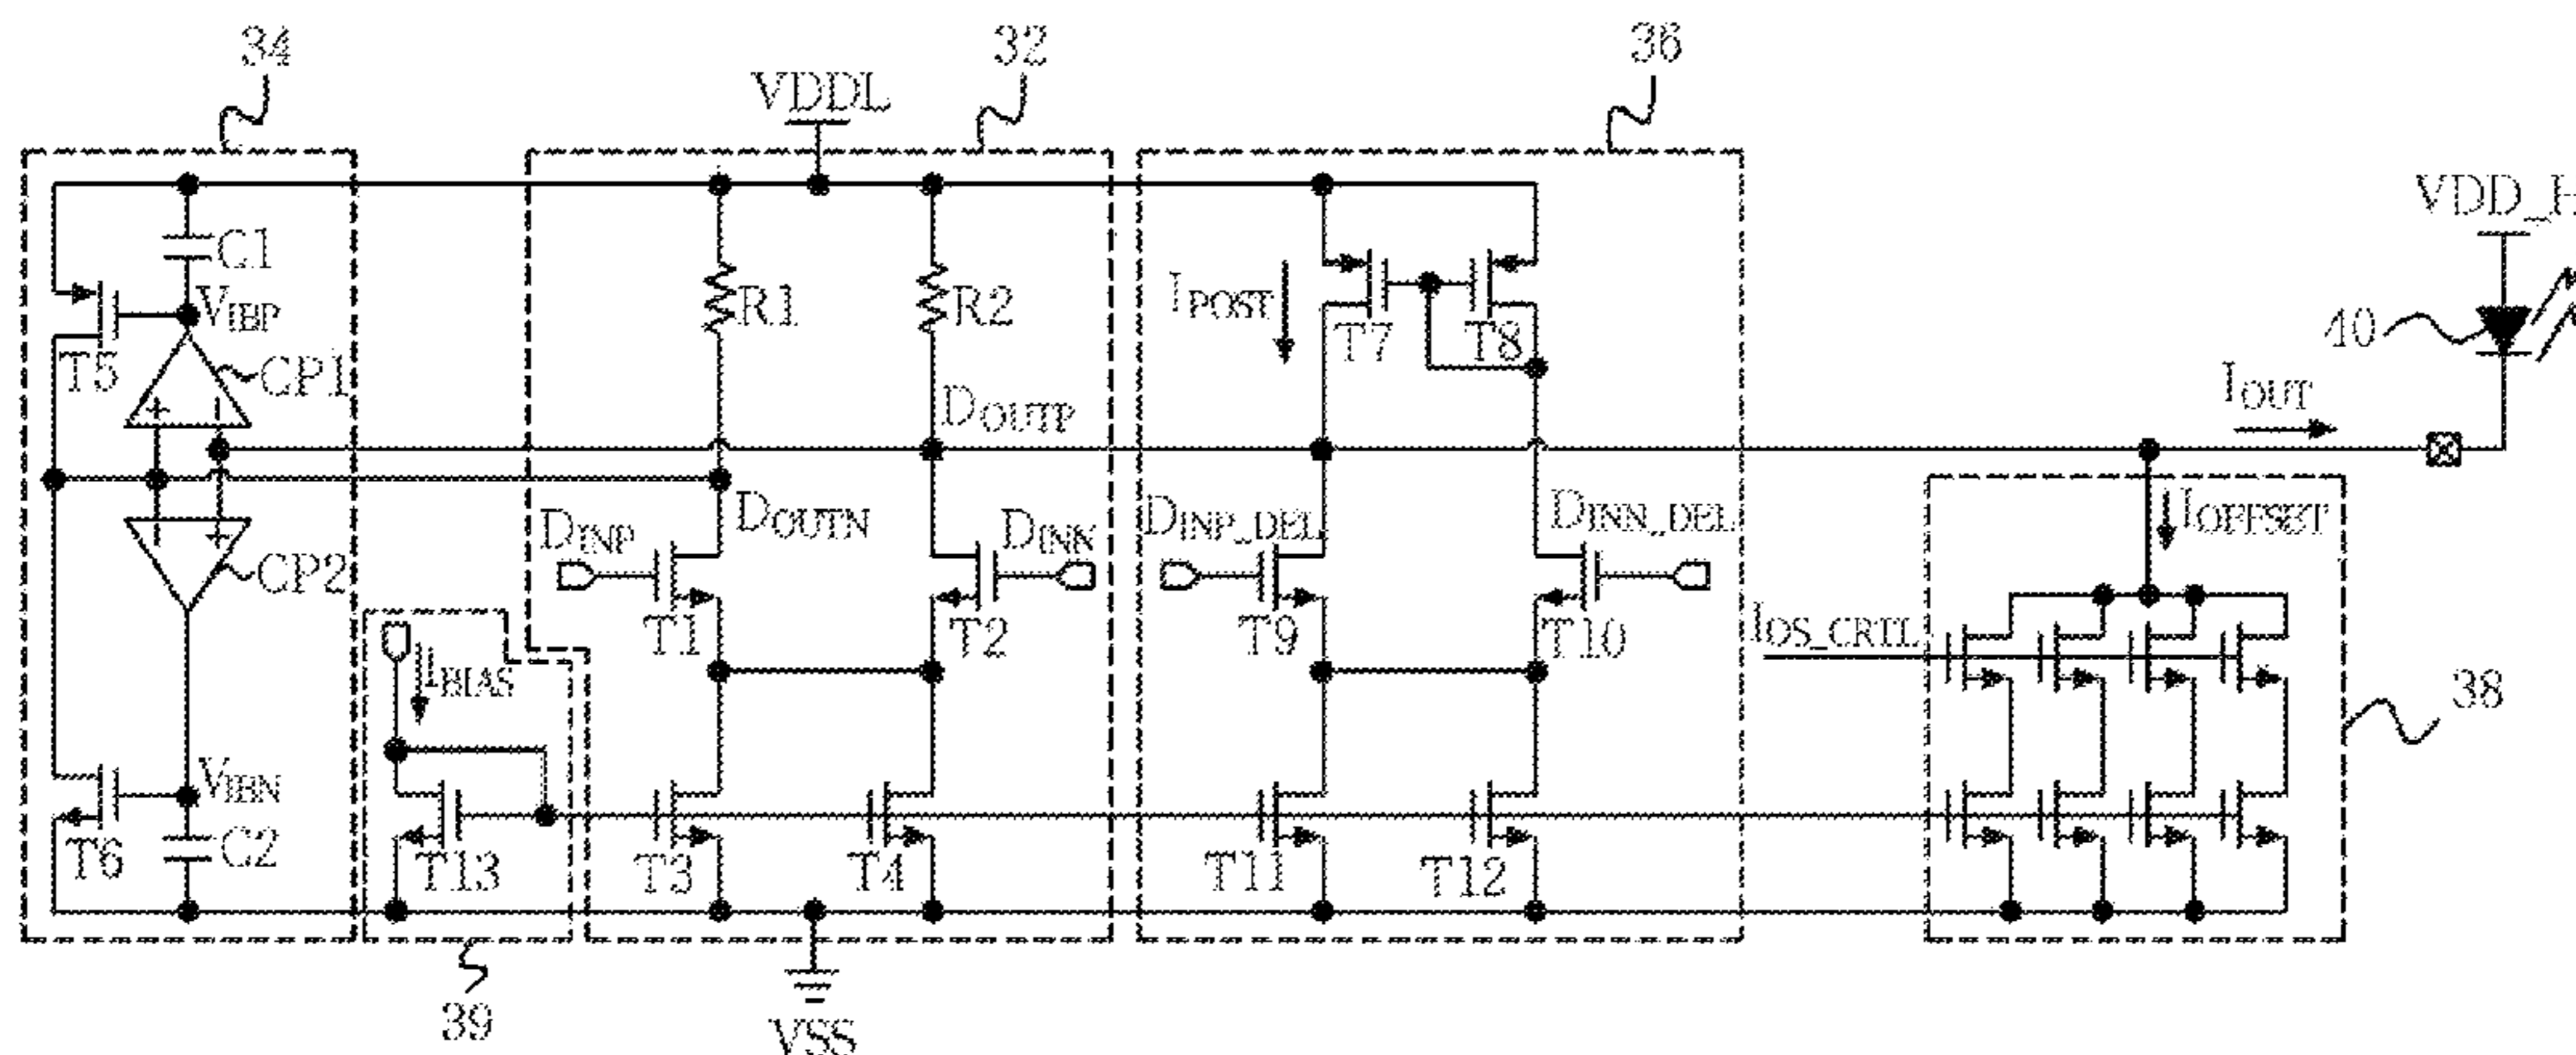 34
32
36
VDDL
VDD_H
C1
VIBP
R1
R2
IPOST
T7
T8
40
T5
CP1
DOUTP
IOUT
DOUTN
DINP
DINN
DINP_DEL
DINN_DEL
IOFFSET
CP2
T1
T2
T9
T10
IOS_CRTL
IBIAS
38
VIBN
T6
C2
T13
T3
T4
T11
T12
39
VSS